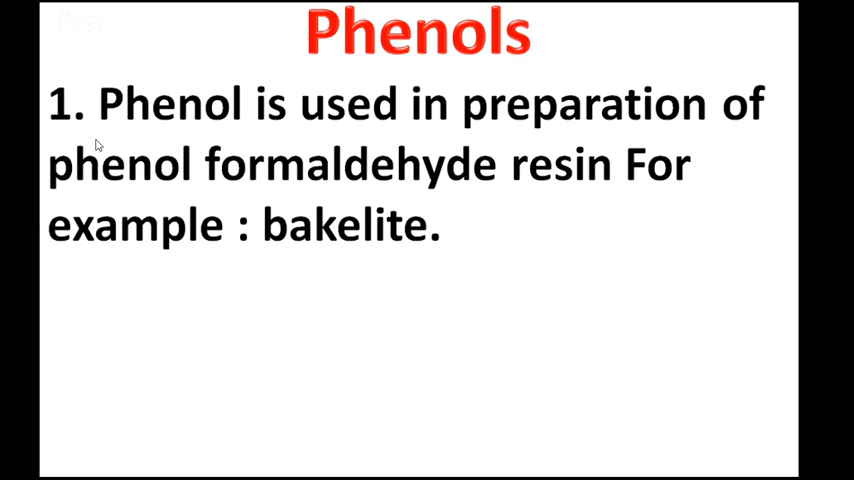 Phenols
1. Phenol is used in preparation of
phenol formaldehyde resin For
example : bakelite.